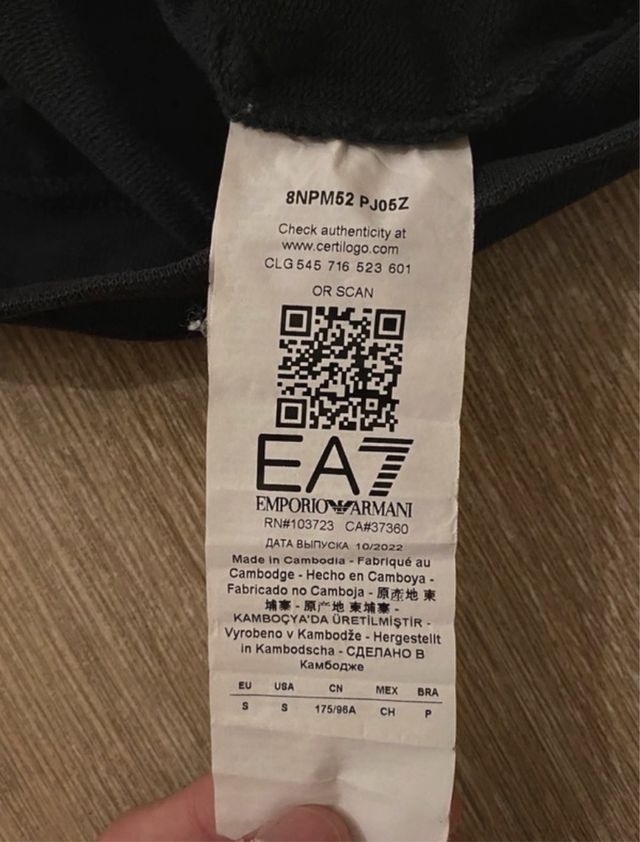 8NPM52 PJ05Z
Check authenticity at
www.certilogo.com
CLG 545 716 523 601
OR SCAN
EA7
EMPORIO ARMANI
RN#103723 CA#37360
ДАТА ВЫПУСКА 10/2022
Made in Cambodia - Fabriqué au
Cambodge - Hecho en Camboya -
Fabricado no Camboja - 原產地 柬
埔寨 - 原产地 柬埔寨 -
KAMBOÇYA'DA ÜRETİLMİŞTİR -
Vyrobeno v Kambodže - Hergestellt
in Kambodscha - СДЕЛАНО В
Камбодже
EU USA CN MEX BRA
S S 175/96A CH P